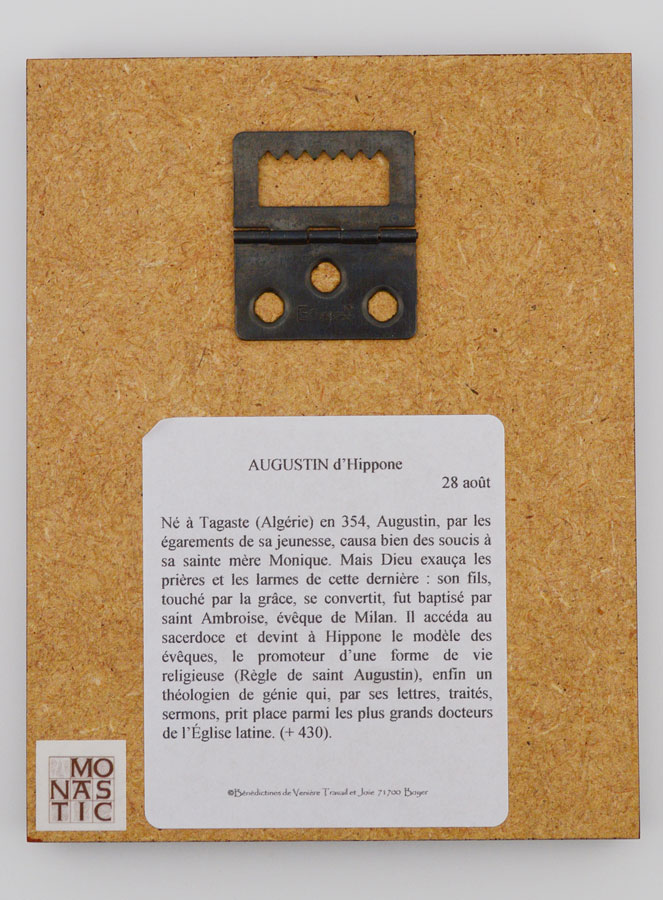 AUGUSTIN d'Hippone
28 août
Né à Tagaste (Algérie) en 354, Augustin, par les
égarements de sa jeunesse, causa bien des soucis à
sa sainte mère Monique. Mais Dieu exauça les
prières et les larmes de cette dernière : son fils,
touché par la grâce, se convertit, fut baptisé par
saint Ambroise, évêque de Milan. Il accéda au
sacerdoce et devint à Hippone le modèle des
évêques, le promoteur d'une forme de vie
religieuse (Règle de saint Augustin), enfin un
théologien de génie qui, par ses lettres, traités,
sermons, prit place parmi les plus grands docteurs
de l'Église latine. (+ 430).
©Bénédictines de Venière Travail et Joie 71700 Boyer
MO
NAS
TIC